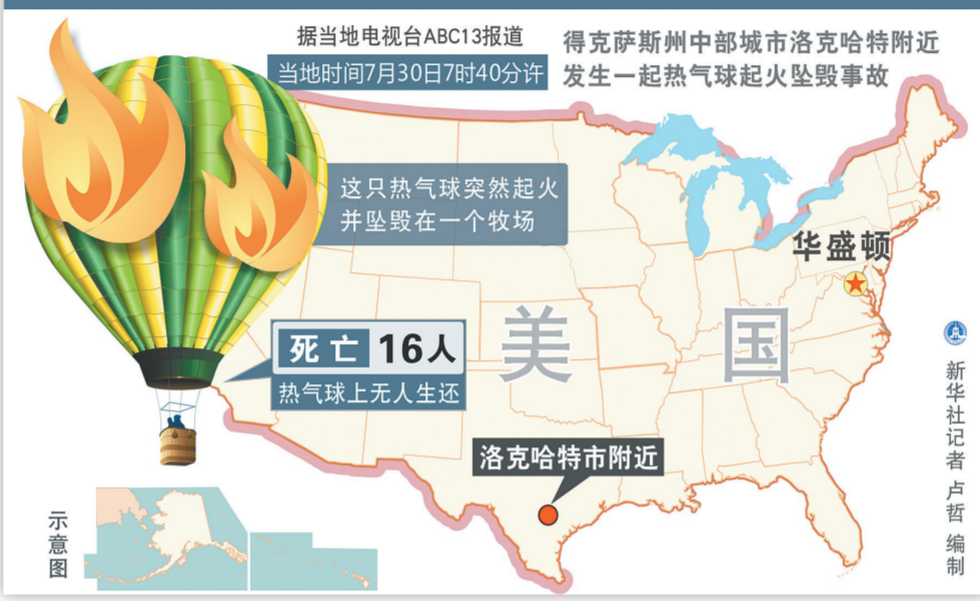 据当地电视台ABC13报道
当地时间7月30日7时40分许
得克萨斯州中部城市洛克哈特附近
发生一起热气球起火坠毁事故
这只热气球突然起火
并坠毁在一个牧场
华盛顿
美国
死亡 16人
热气球上无人生还
洛克哈特市附近
示意图
新华社记者 卢哲 编制